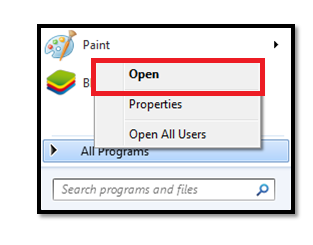 Paint
B
Open
Properties
Open All Users
All Programs
Search programs and files